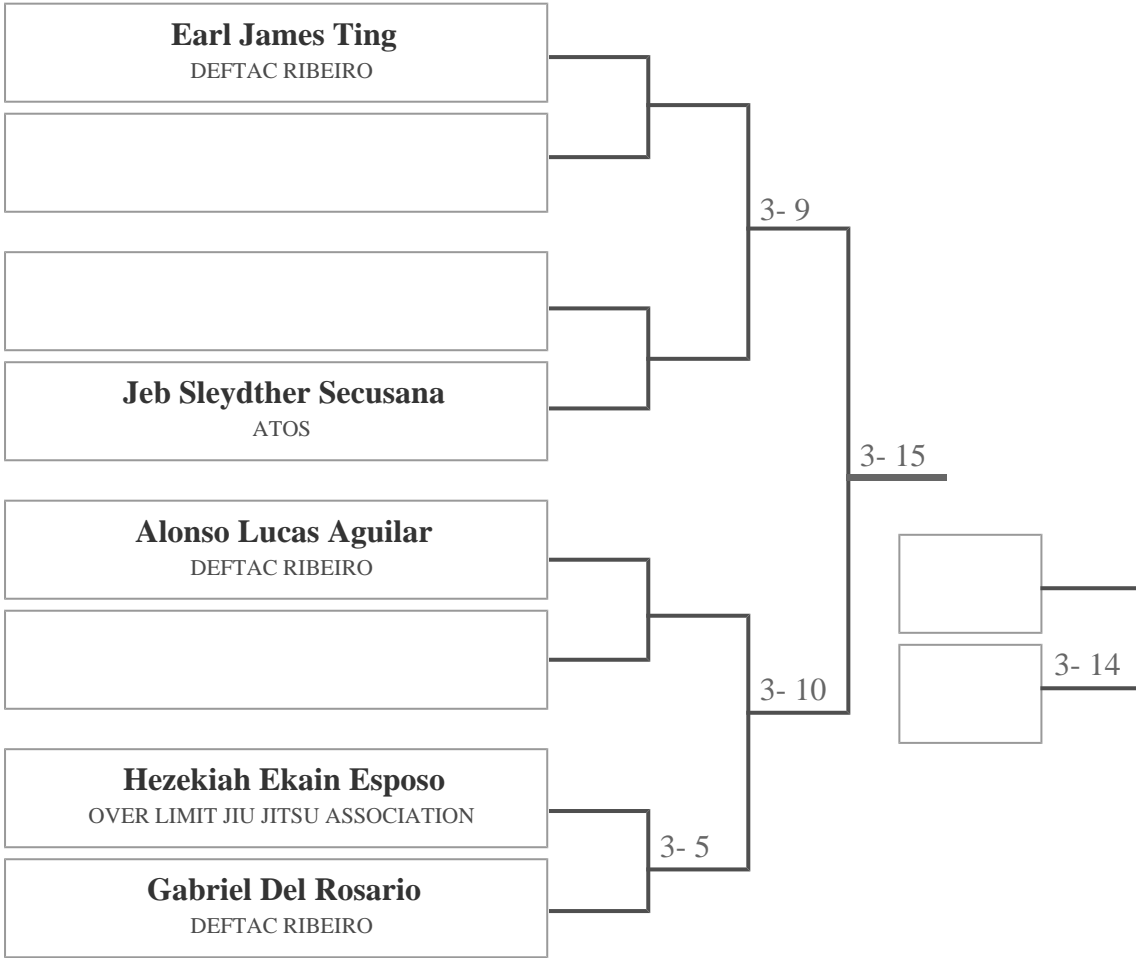 Earl James Ting
DEFTAC RIBEIRO
3- 9
Jeb Sleydther Secusana
ATOS
3- 15
Alonso Lucas Aguilar
DEFTAC RIBEIRO
3- 14
3- 10
Hezekiah Ekain Esposo
OVER LIMIT JIU JITSU ASSOCIATION
3- 5
Gabriel Del Rosario
DEFTAC RIBEIRO